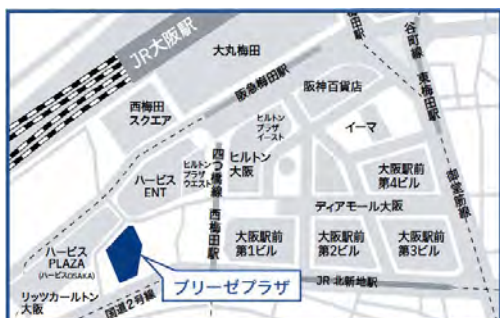 JR大阪駅
大丸梅田
梅田駅
谷町線 東梅田駅
阪急梅田駅
阪神百貨店
西梅田
スクエア
ヒルトン
プラザ
イースト
イーマ
四つ橋線 西梅田駅
ヒルトン
プラザ
ウエスト
ヒルトン
大阪
大阪駅前
第4ビル
御堂筋線
ハービス
ENT
ディアモール大阪
大阪駅前
第1ビル
大阪駅前
第2ビル
大阪駅前
第3ビル
ハービス
PLAZA
(ハービスOSAKA)
リッツカールトン
大阪
ブリーゼプラザ
JR 北新地駅
国道2号線